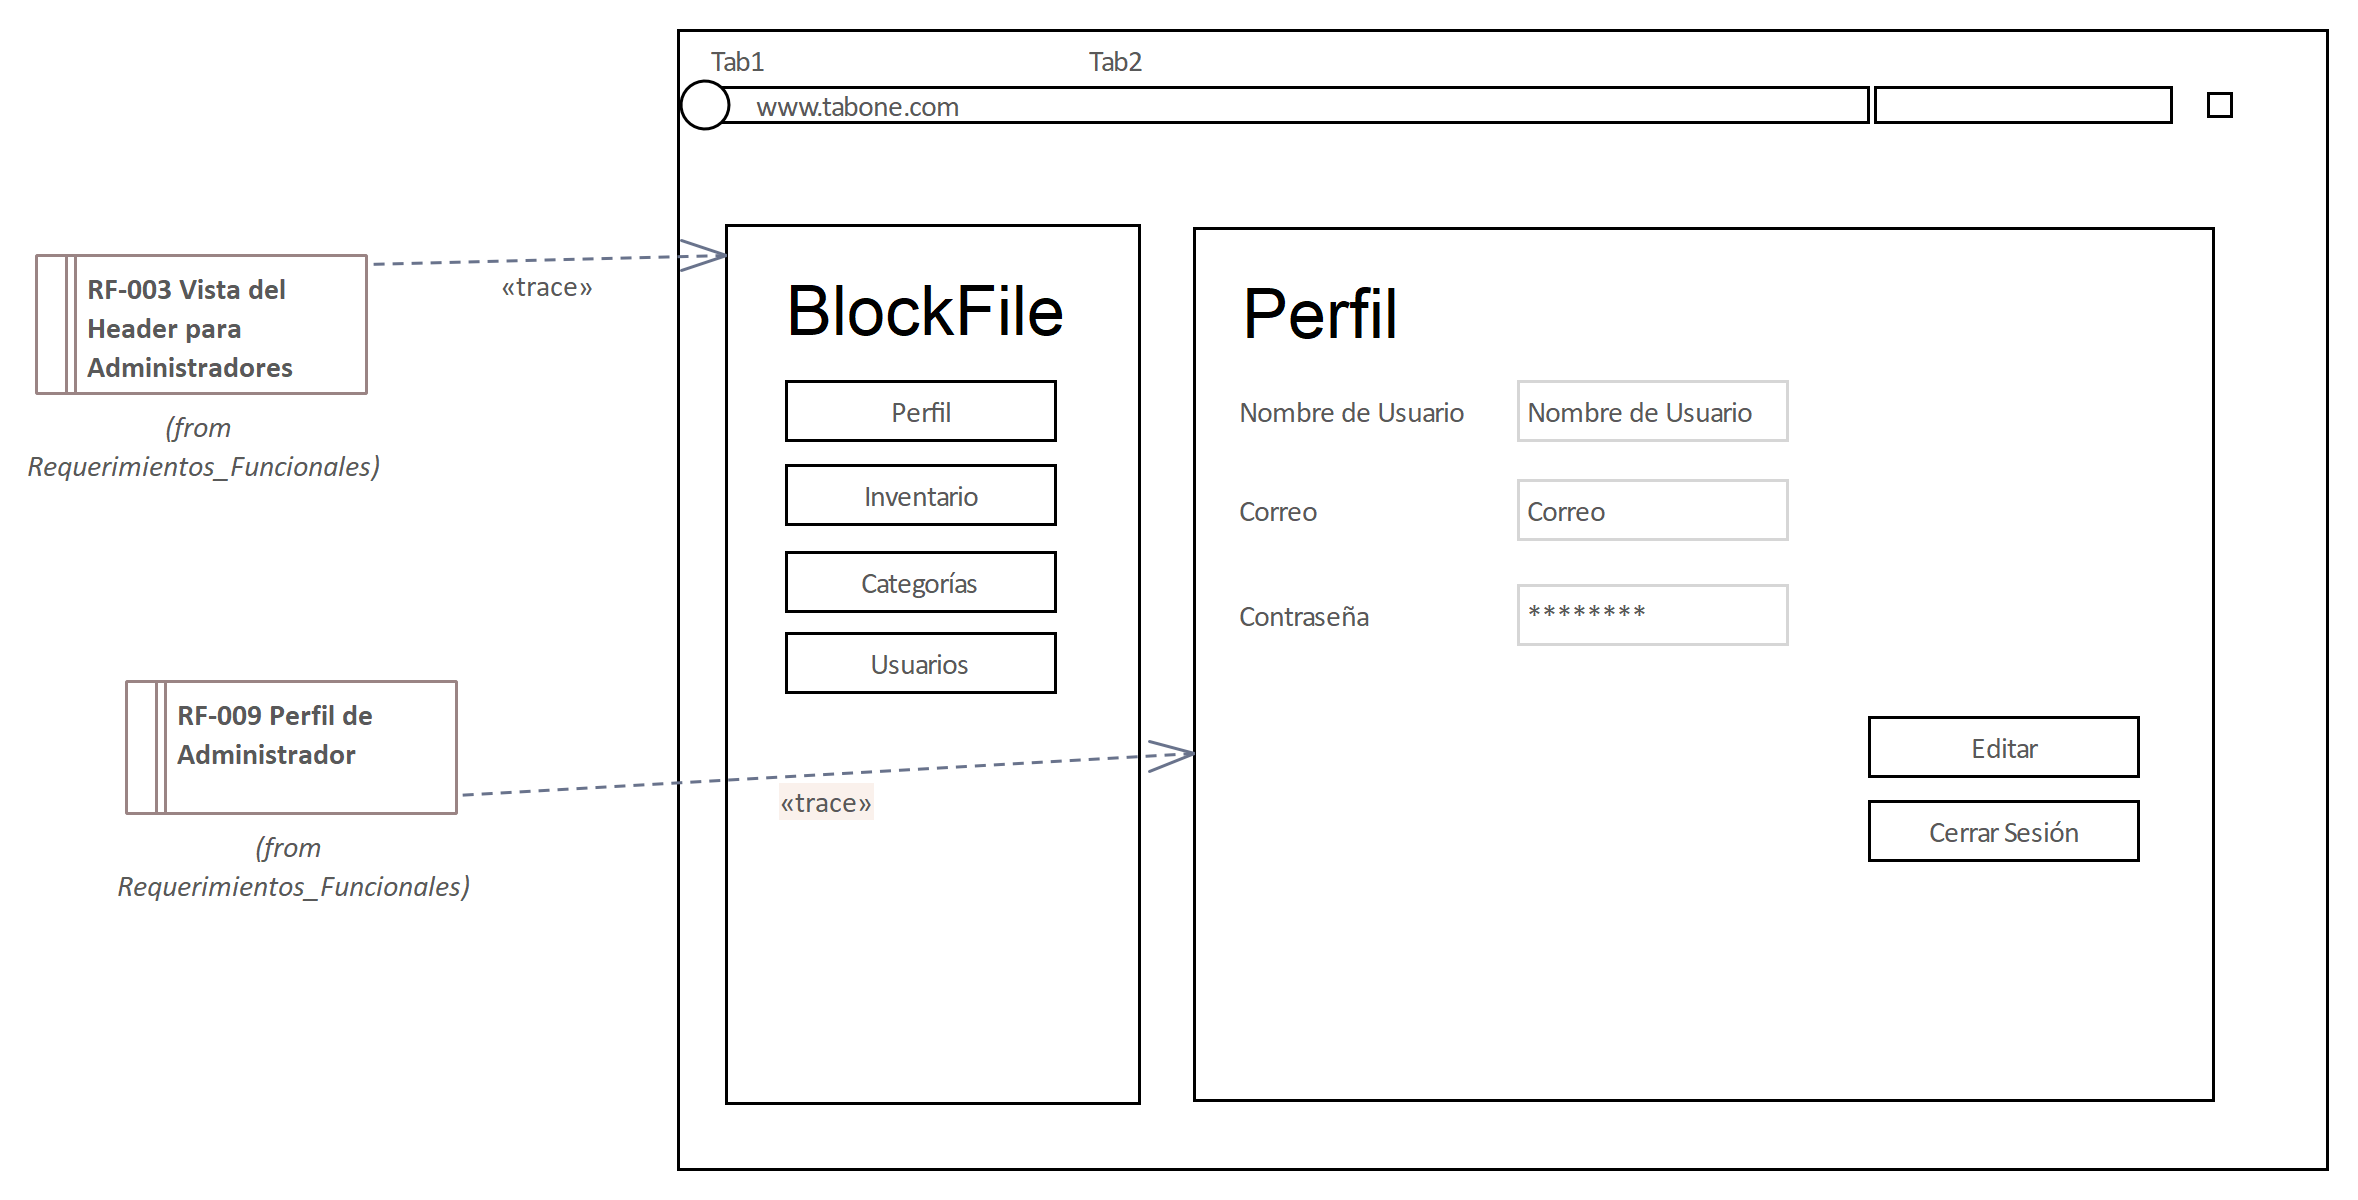 Tab1
Tab2
www.tabone.com
RF-003 Vista del
Header para
Administradores
(from
Requerimientos_Funcionales)
«trace»
BlockFile
Perfil
Inventario
Categorías
Usuarios
RF-009 Perfil de
Administrador
(from
Requerimientos_Funcionales)
«trace»
Perfil
Nombre de Usuario
Nombre de Usuario
Correo
Correo
Contraseña
********
Editar
Cerrar Sesión